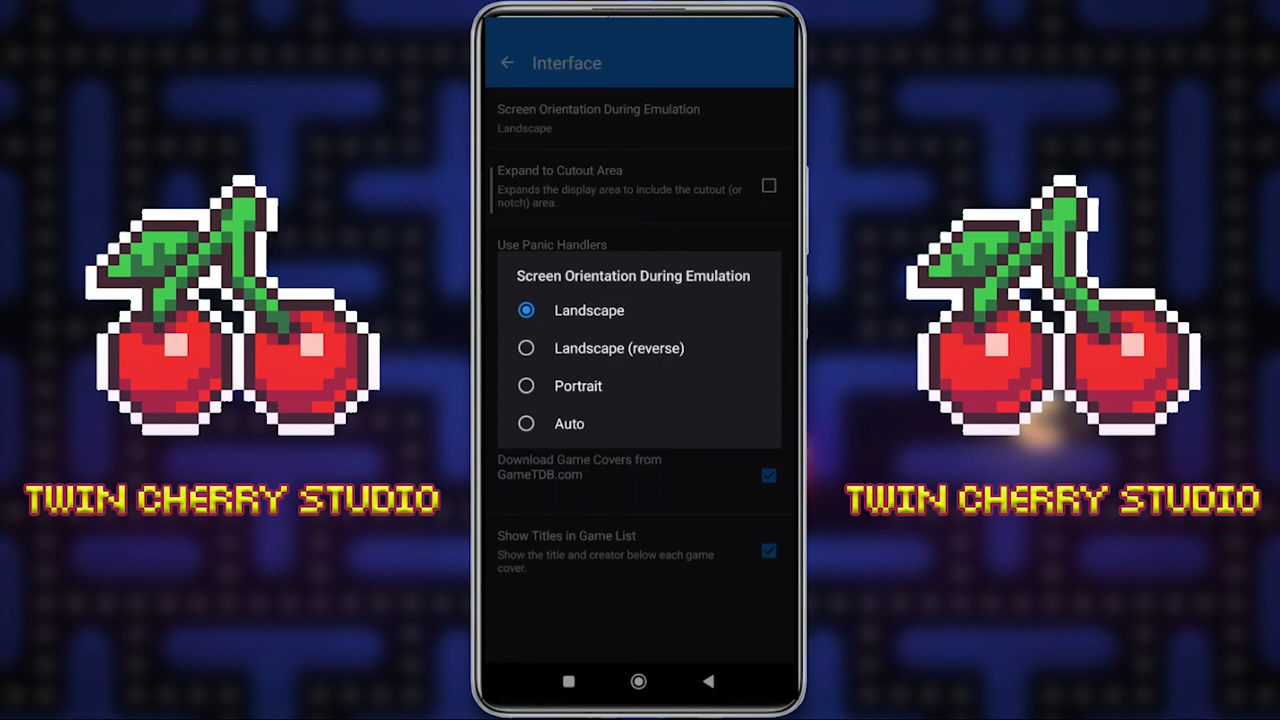 Interface
Screen Orientation During Emulation
Landscape
Expand to Cutout Area
Expands the display area to include the cutout (or
notch) area.
Use Panic Handlers
Screen Orientation During Emulation
Landscape
Landscape (reverse)
Portrait
Auto
Download Game Covers from
GameTDB.com
Show Titles in Game List
Show the title and creator below each game
cover.
TWIN CHERRY STUDIO
TWIN CHERRY STUDIO